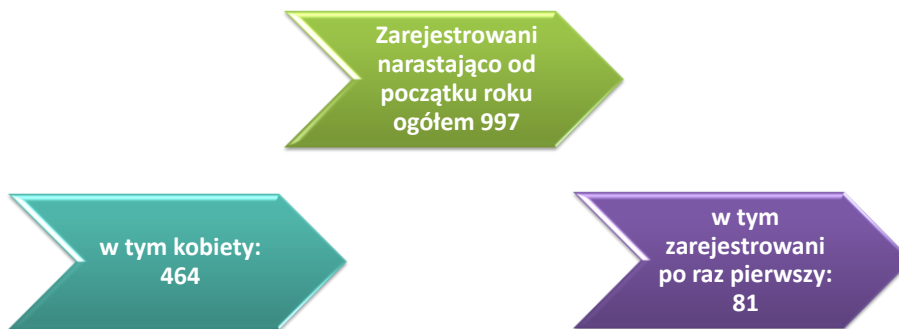 Zarejestrowani
narastająco od
początku roku
ogółem 997
w tym kobiety:
464
w tym
zarejestrowani
po raz pierwszy:
81